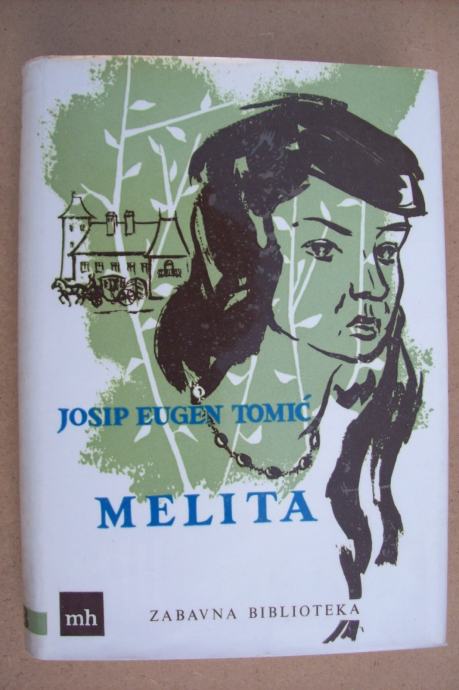 JOSIP EUGEN TOMIĆ
MELITA
mh
ZABAVNA BIBLIOTEKA